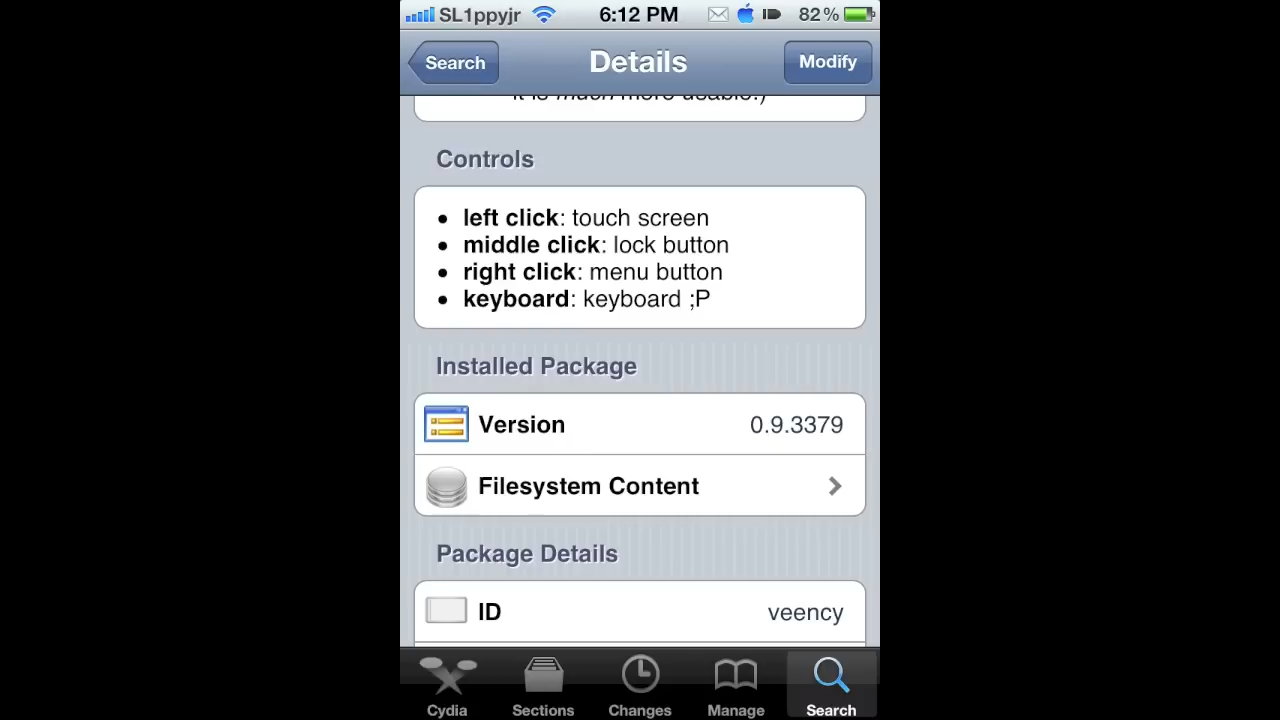 SL1ppyjr 6:12 PM 82%
Search Details Modify
it is much more usable!)
Controls
• left click: touch screen
• middle click: lock button
• right click: menu button
• keyboard: keyboard ;P
Installed Package
Version 0.9.3379
Filesystem Content
Package Details
ID veency
Cydia Sections Changes Manage Search